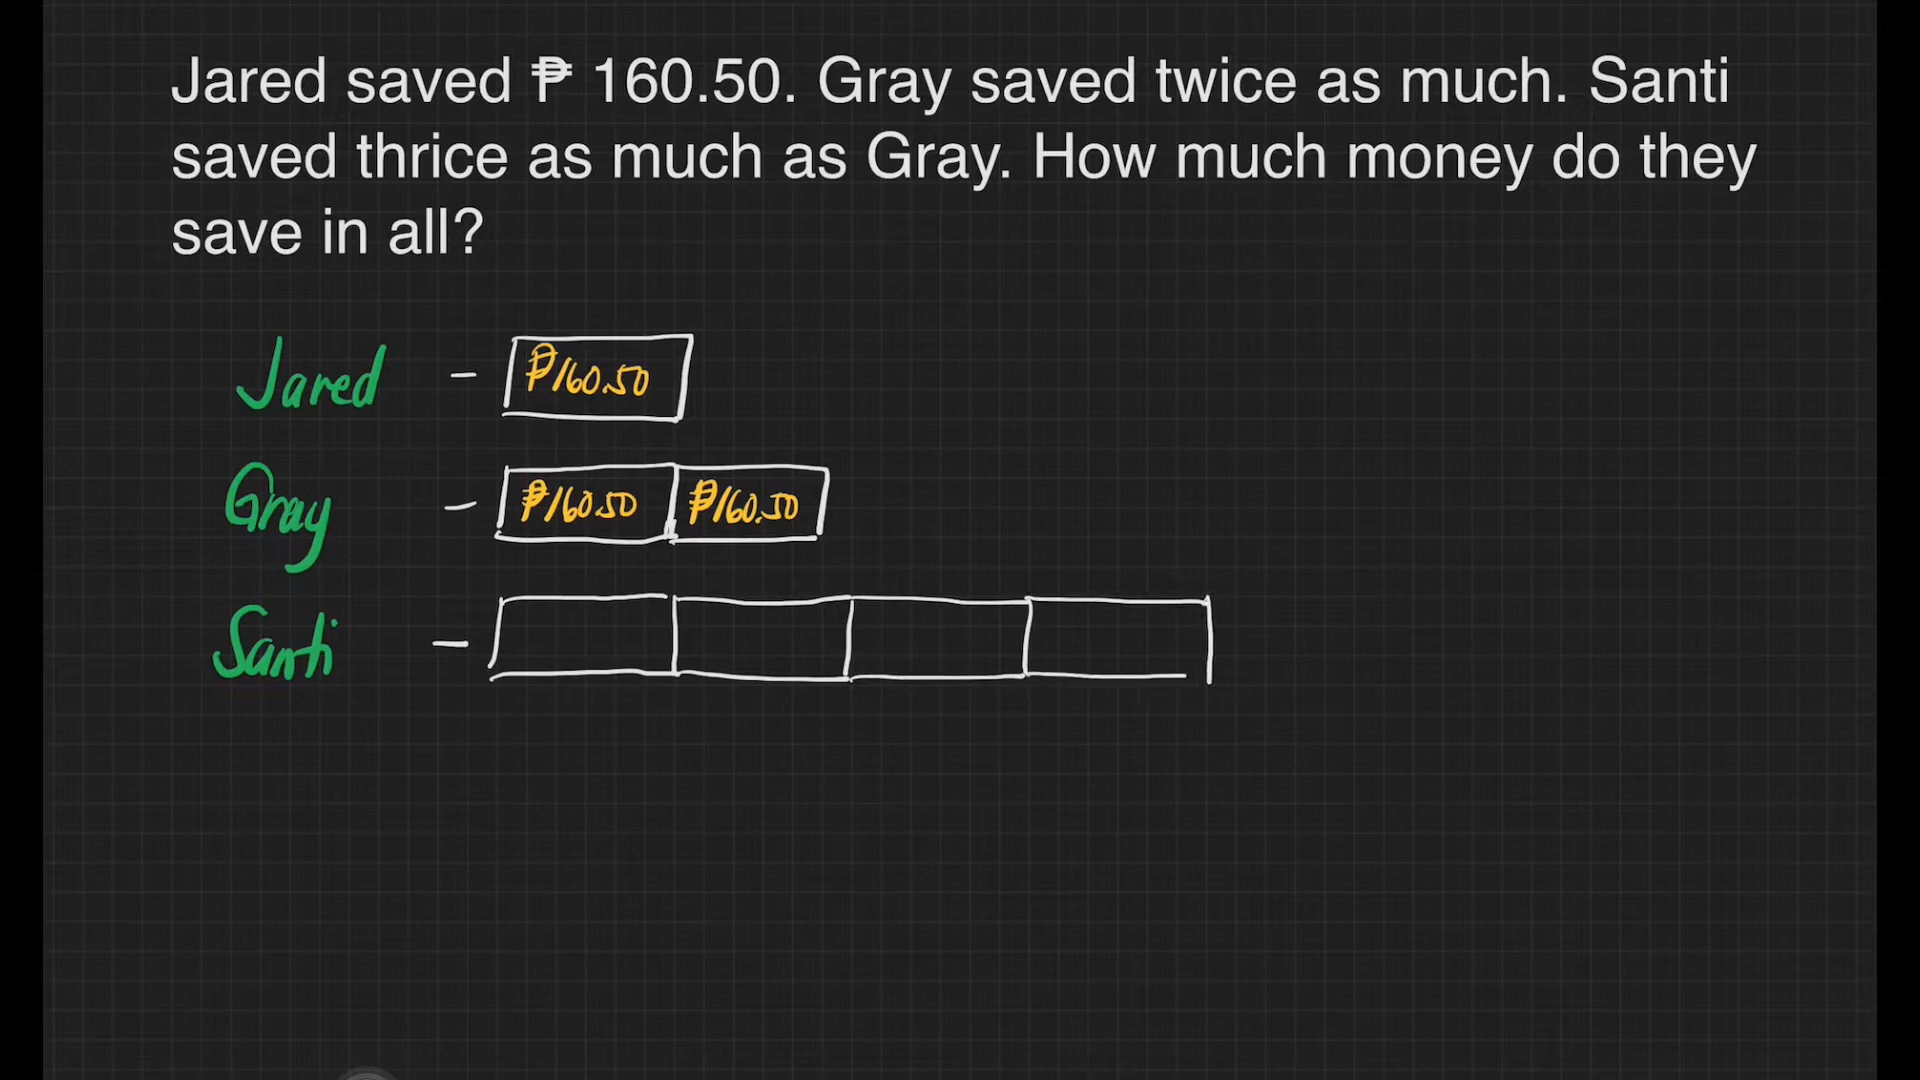 Jared saved ₱ 160.50. Gray saved twice as much. Santi
saved thrice as much as Gray. How much money do they
save in all?
Jared - ₱160.50
Gray - ₱160.50 ₱160.50
Santi -